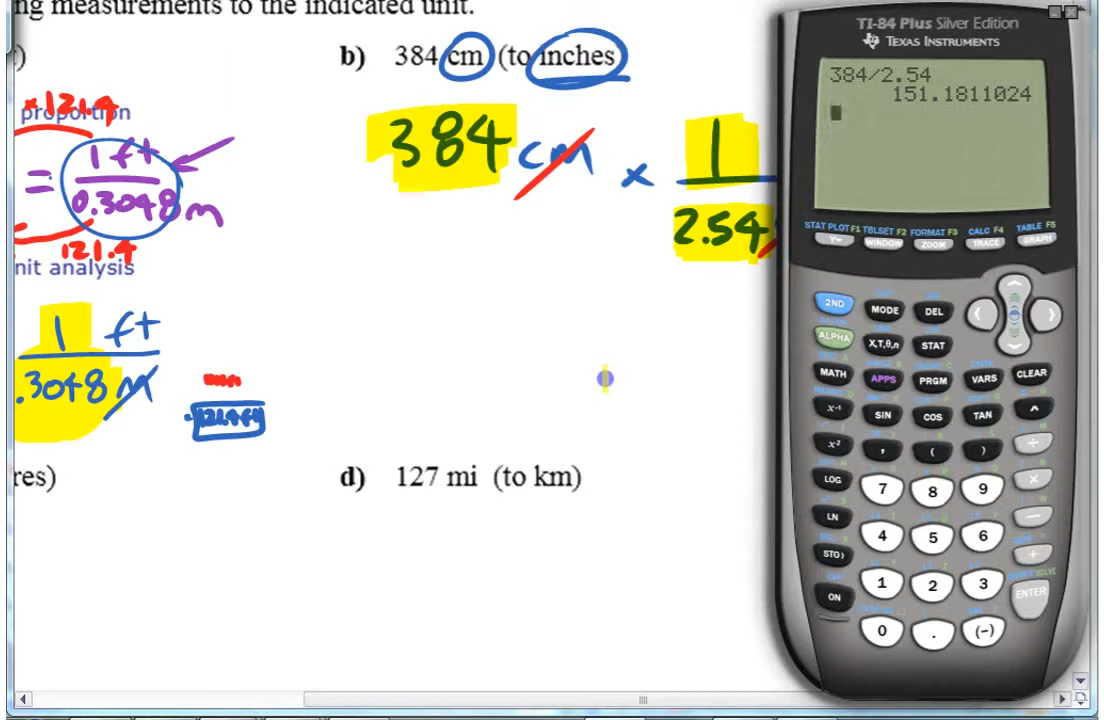 ng measurements to the indicated unit.
)
b) 384 cm (to inches
× 121.4
proportion
= 1 ft
0.3048 m
121.4
nit analysis
1 ft
.3048 m
384 cm × 1
2.54
res)
d) 127 mi (to km)
TI-84 Plus Silver Edition
TEXAS INSTRUMENTS
384/2.54
151.1811024
STAT PLOT F1 TBLSET F2 FORMAT F3 CALC F4 TABLE F5
Y= WINDOW ZOOM TRACE GRAPH
2ND MODE DEL
ALPHA X,T,θ,n STAT
MATH APPS PRGM VARS CLEAR
x⁻¹ SIN COS TAN ^
x² , ( ) ÷
LOG 7 8 9 ×
LN 4 5 6 −
STO› 1 2 3 +
ON 0 . (−) ENTER